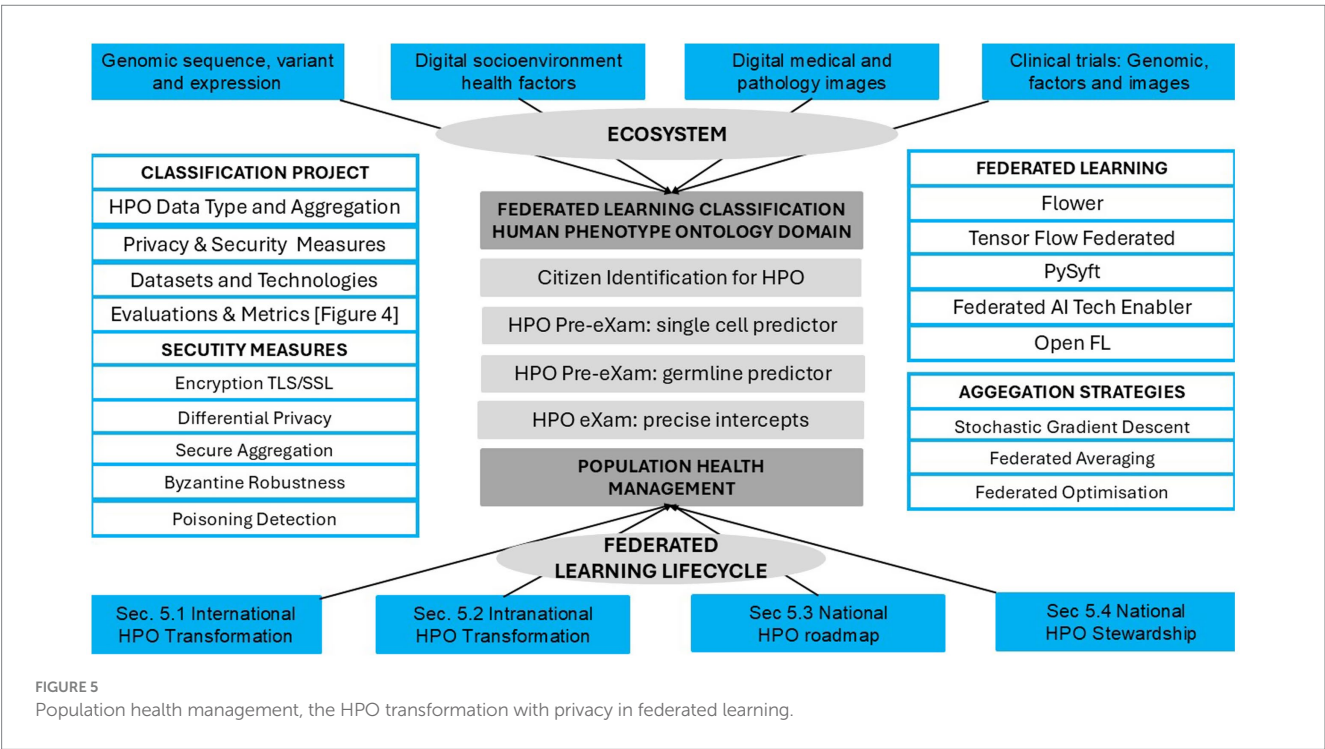 Genomic sequence, variant
and expression
Digital socioenvironment
health factors
Digital medical and
pathology images
Clinical trials: Genomic,
factors and images
ECOSYSTEM
CLASSIFICATION PROJECT
HPO Data Type and Aggregation
Privacy & Security Measures
Datasets and Technologies
Evaluations & Metrics [Figure 4]
SECUTITY MEASURES
Encryption TLS/SSL
Differential Privacy
Secure Aggregation
Byzantine Robustness
Poisoning Detection
FEDERATED LEARNING CLASSIFICATION
HUMAN PHENOTYPE ONTOLOGY DOMAIN
Citizen Identification for HPO
HPO Pre-eXam: single cell predictor
HPO Pre-eXam: germline predictor
HPO eXam: precise intercepts
POPULATION HEALTH
MANAGEMENT
FEDERATED LEARNING
Flower
Tensor Flow Federated
PySyft
Federated AI Tech Enabler
Open FL
AGGEGATION STRATEGIES
Stochastic Gradient Descent
Federated Averaging
Federated Optimisation
FEDERATED
LEARNING LIFECYCLE
Sec. 5.1 International
HPO Transformation
Sec. 5.2 Intranational
HPO Transformation
Sec 5.3 National
HPO roadmap
Sec 5.4 National
HPO Stewardship
FIGURE 5
Population health management, the HPO transformation with privacy in federated learning.